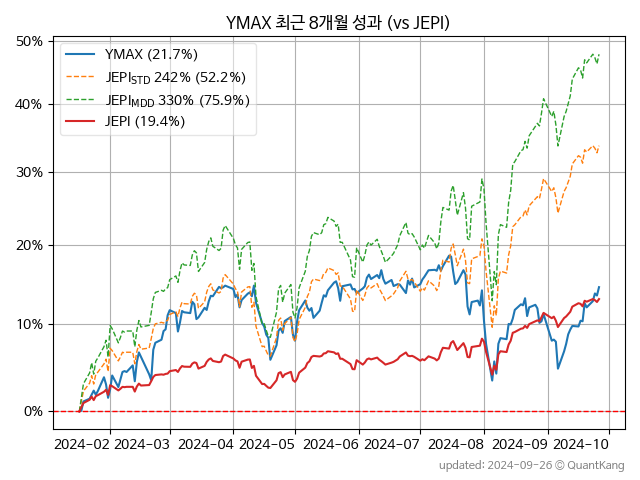 YMAX 최근 8개월 성과 (vs JEPI)
50%
40%
30%
20%
10%
0%
YMAX (21.7%)
JEPISTD 242% (52.2%)
JEPIMDD 330% (75.9%)
JEPI (19.4%)
2024-02 2024-03 2024-04 2024-05 2024-06 2024-07 2024-08 2024-09 2024-10
updated: 2024-09-26 © QuantKang